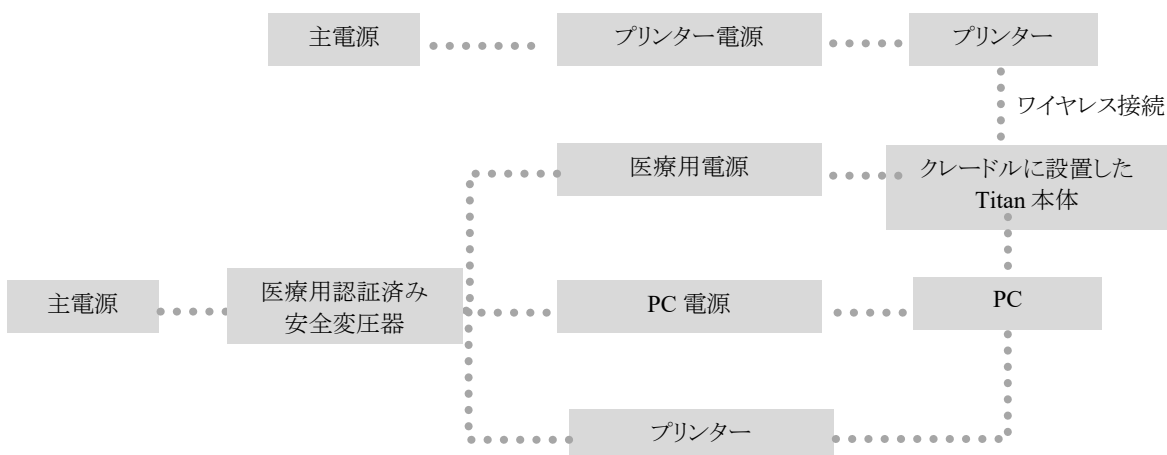 主電源
プリンター電源
プリンター
ワイヤレス接続
医療用電源
クレードルに設置した
Titan 本体
主電源
医療用認証済み
安全変圧器
PC 電源
PC
プリンター